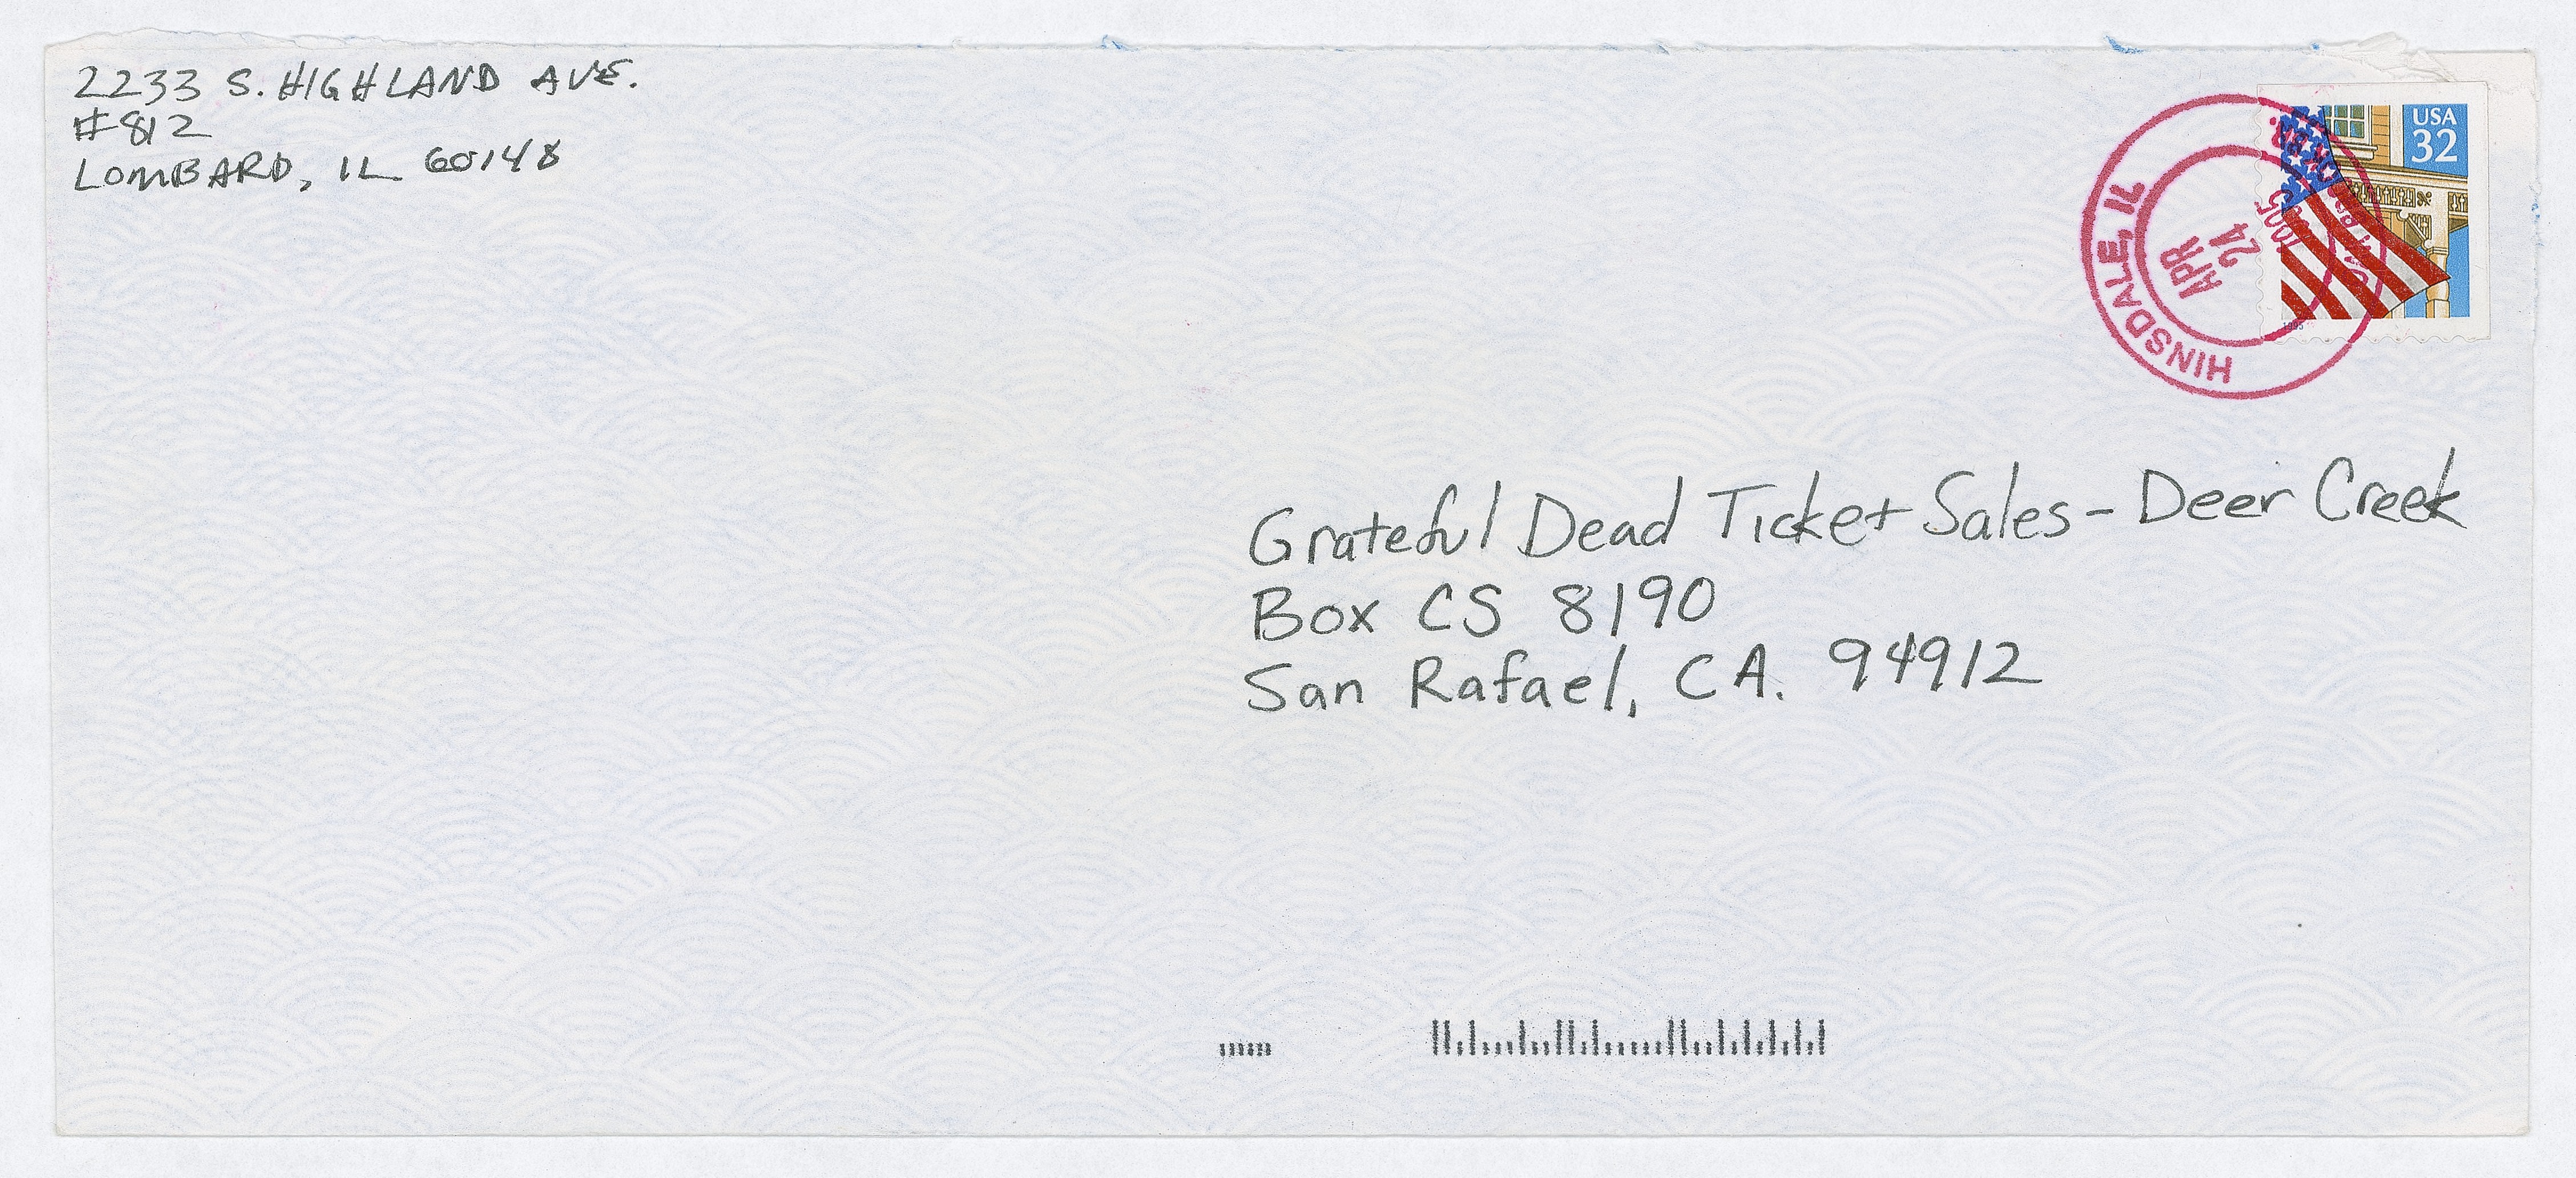 2233 S. HIGHLAND AVE.
#812
LOMBARD, IL 60148
USA
32
HINSDALE, IL
APR
24
1995
1995
Grateful Dead Ticket Sales - Deer Creek
Box CS 8190
San Rafael, CA. 94912